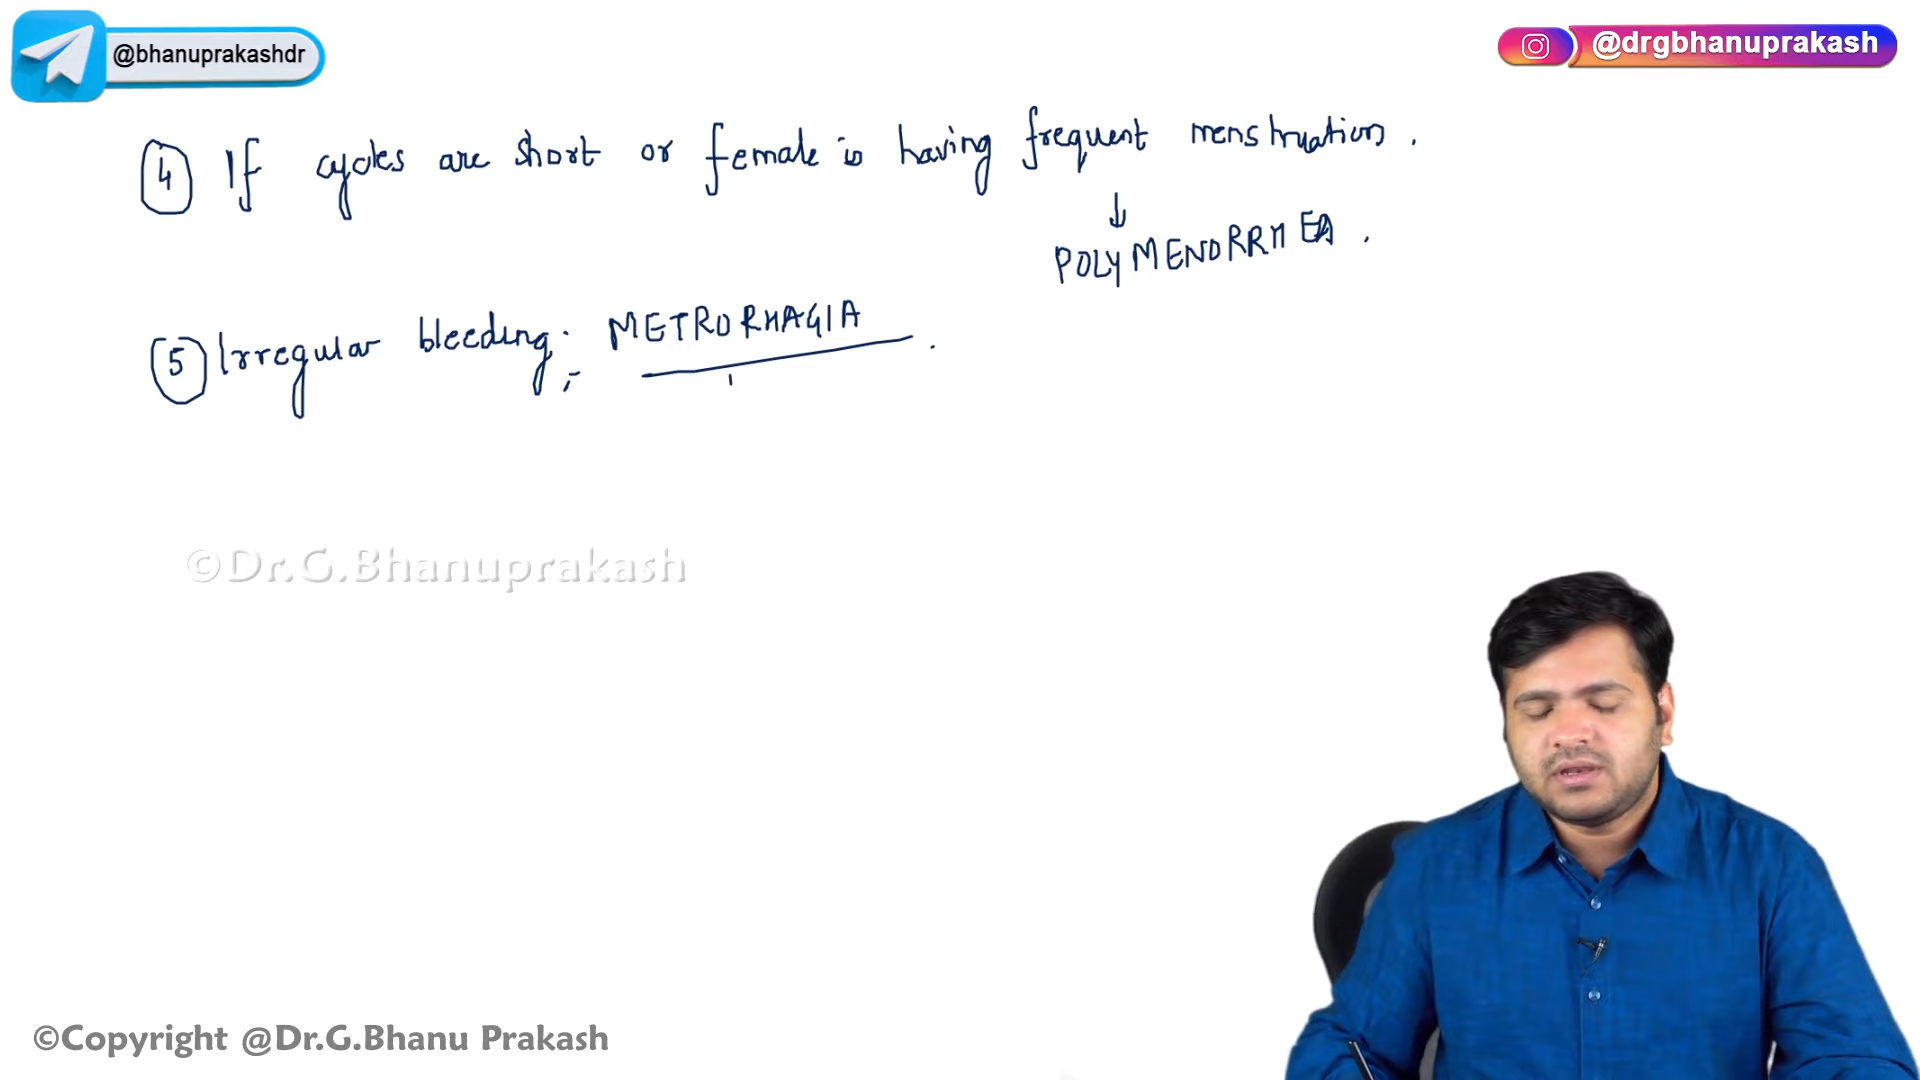 @bhanuprakashdr
@drgbhanuprakash
4 If cycles are short or female is having frequent menstruation.
↓
POLYMENORRHEA.
5 Irregular bleeding:- METRORHAGIA.
©Dr.G.Bhanuprakash
©Copyright @Dr.G.Bhanu Prakash